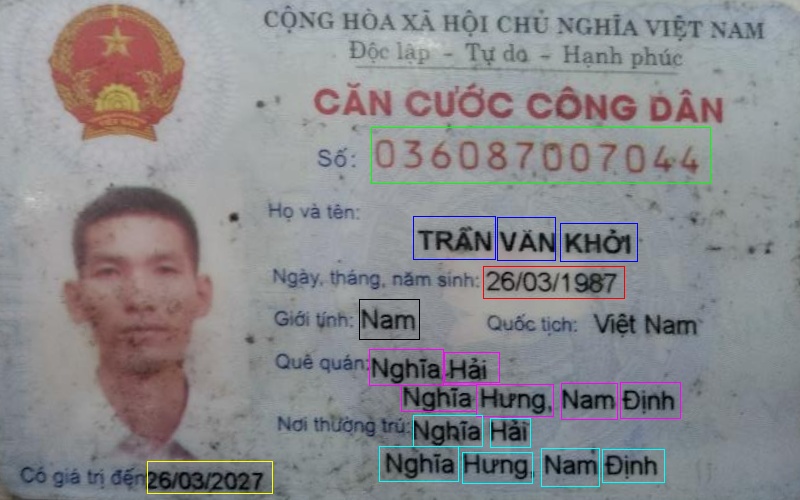 CỘNG HÒA XÃ HỘI CHỦ NGHĨA VIỆT NAM
Độc lập - Tự do - Hạnh phúc
CĂN CƯỚC CÔNG DÂN
Số: 036087007044
Họ và tên:
TRẦN VĂN KHỞI
Ngày, tháng, năm sinh: 26/03/1987
Giới tính: Nam Quốc tịch: Việt Nam
Quê quán: Nghĩa Hải
Nghĩa Hưng, Nam Định
Nơi thường trú: Nghĩa Hải
Nghĩa Hưng, Nam Định
Có giá trị đến 26/03/2027